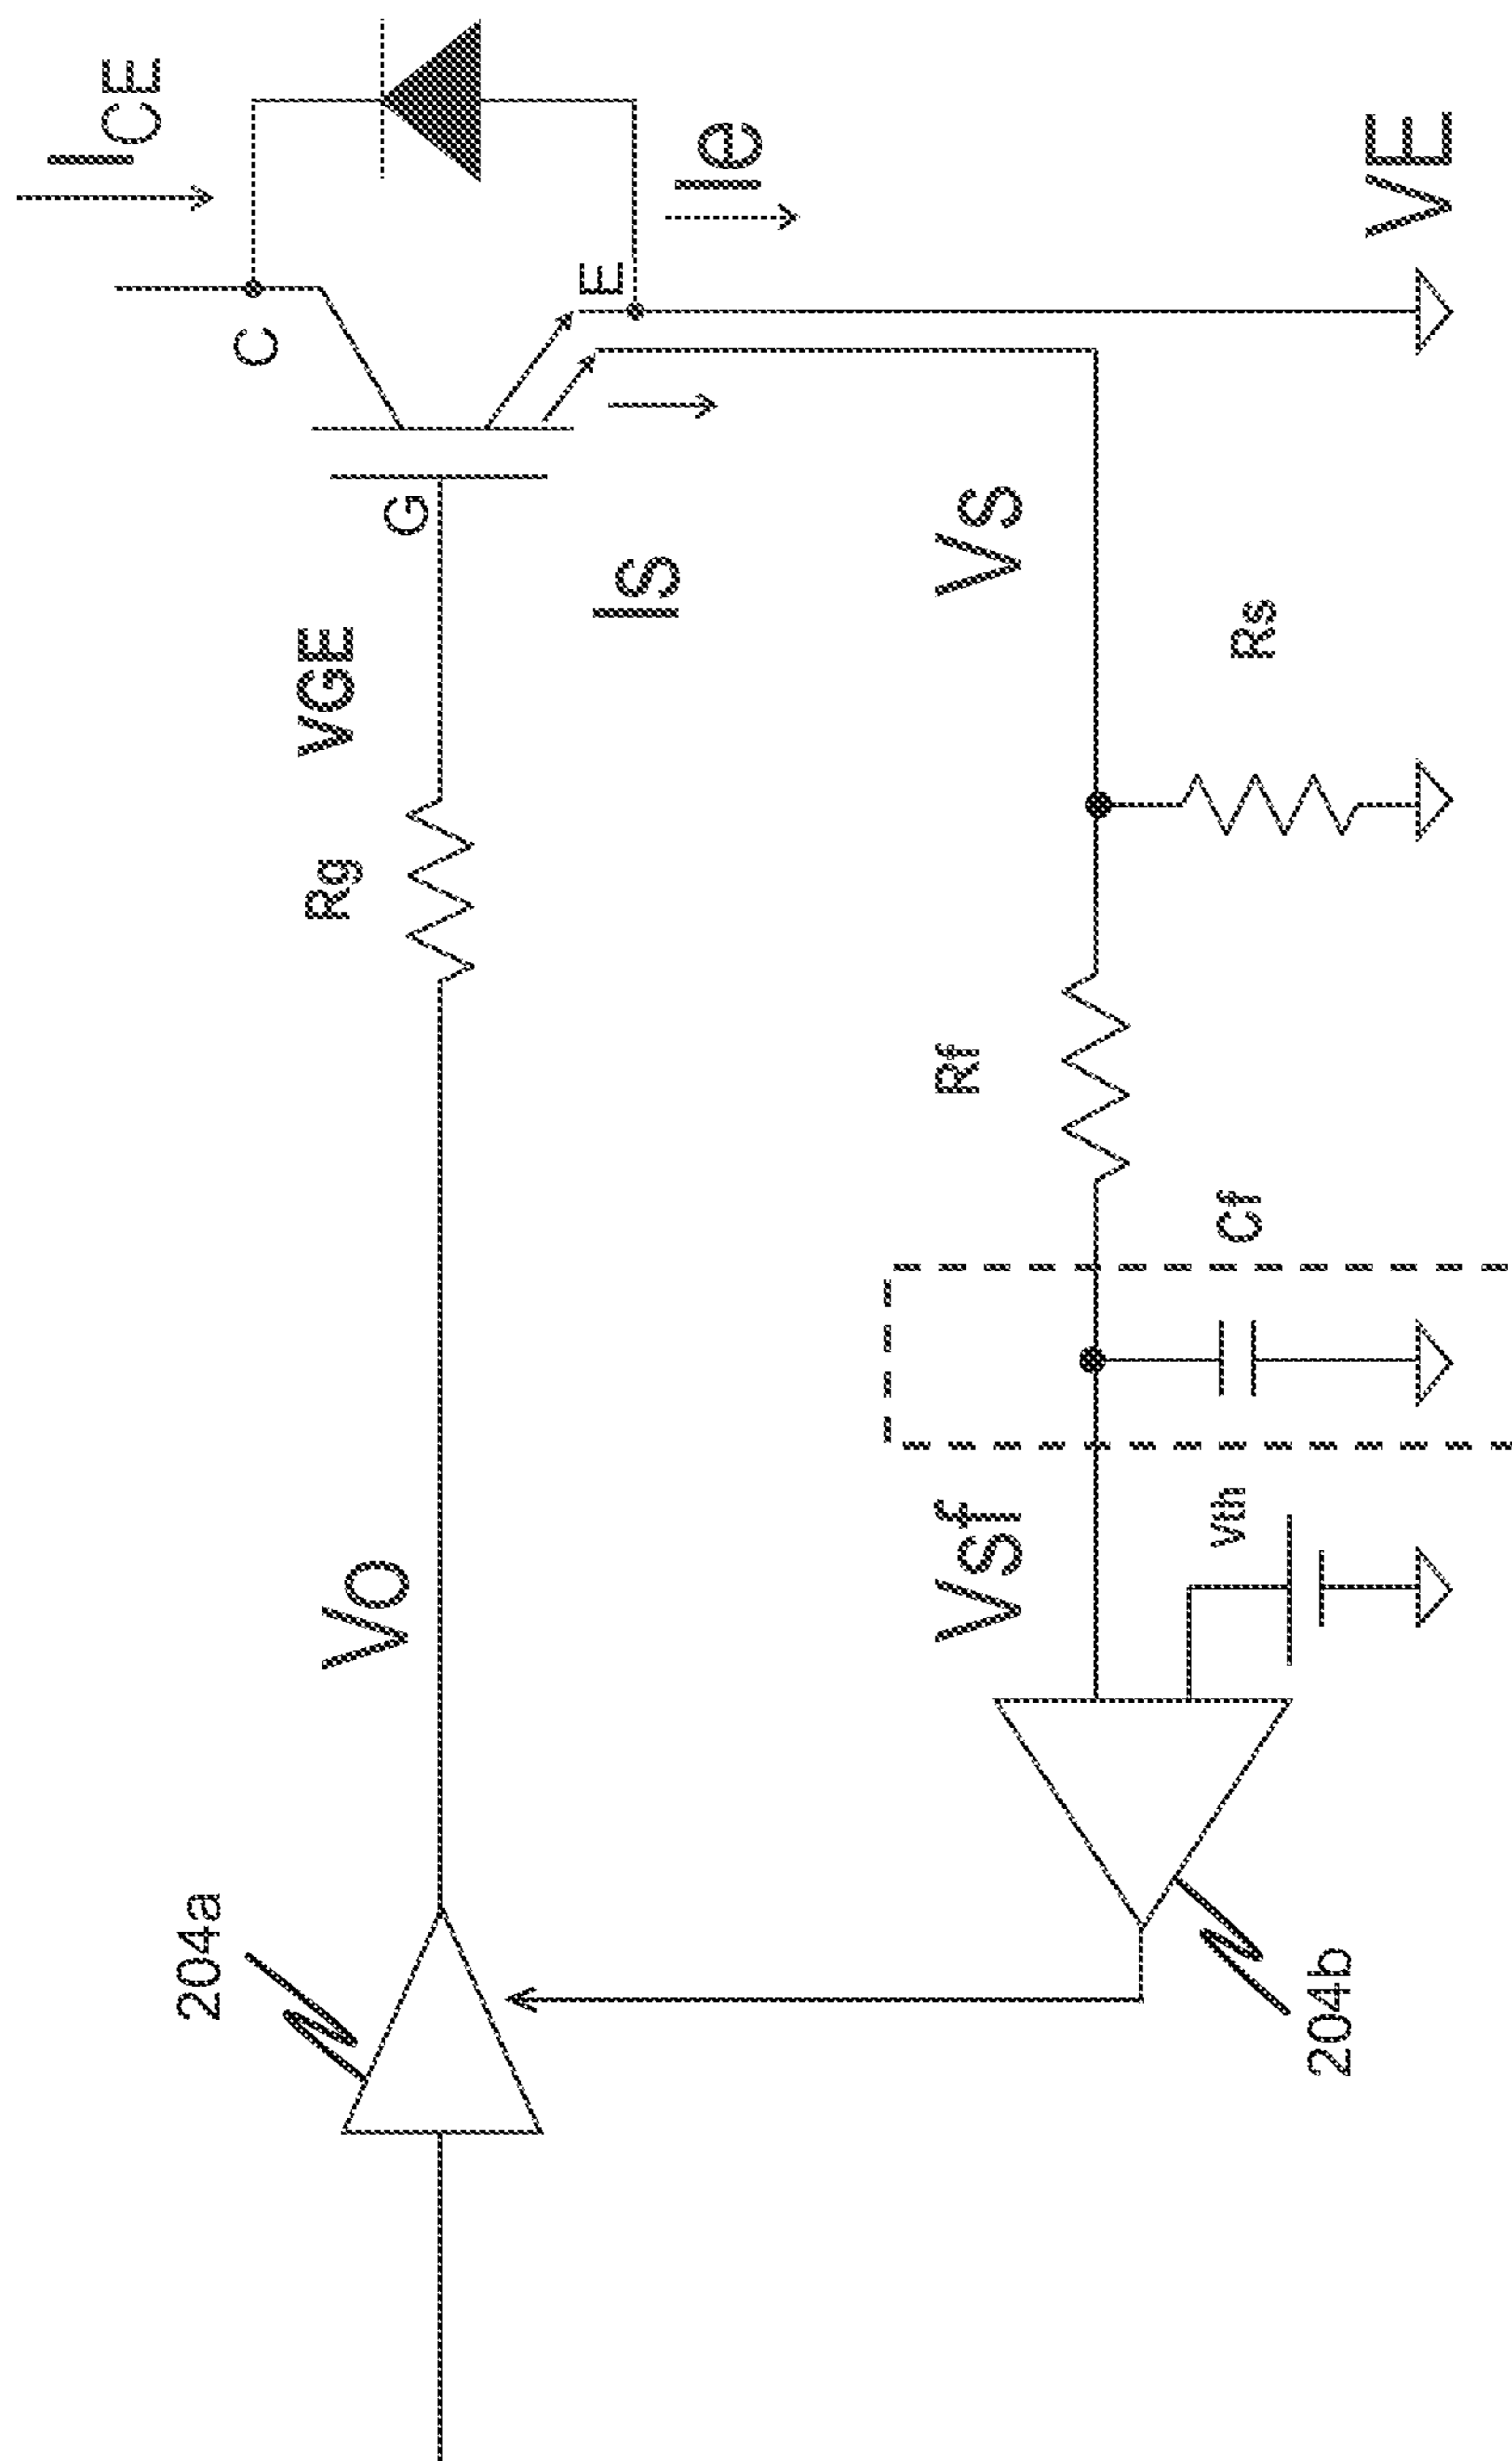 ICE
C
E
Ie
VE
G
VGE
IS
VS
Rs
Rg
Rf
Cf
VO
VSf
Vth
204a
204b